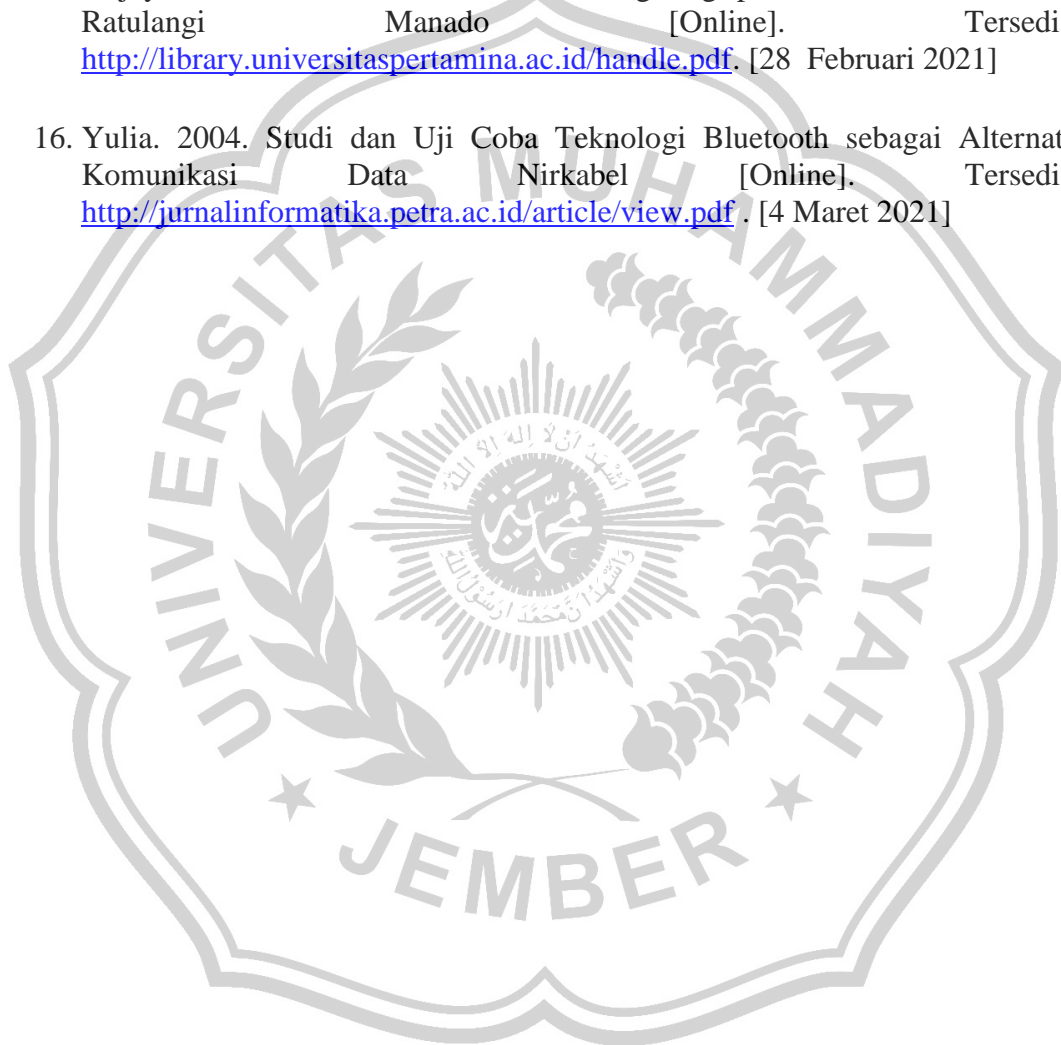 Ratulangi Manado [Online]. Tersedi
http://library.universitaspertamina.ac.id/handle.pdf. [28 Februari 2021]
16. Yulia. 2004. Studi dan Uji Coba Teknologi Bluetooth sebagai Alternat
Komunikasi Data Nirkabel [Online]. Tersedi
http://jurnalinformatika.petra.ac.id/article/view.pdf . [4 Maret 2021]
UNIVERSITAS MUHAMMADIYAH
JEMBER